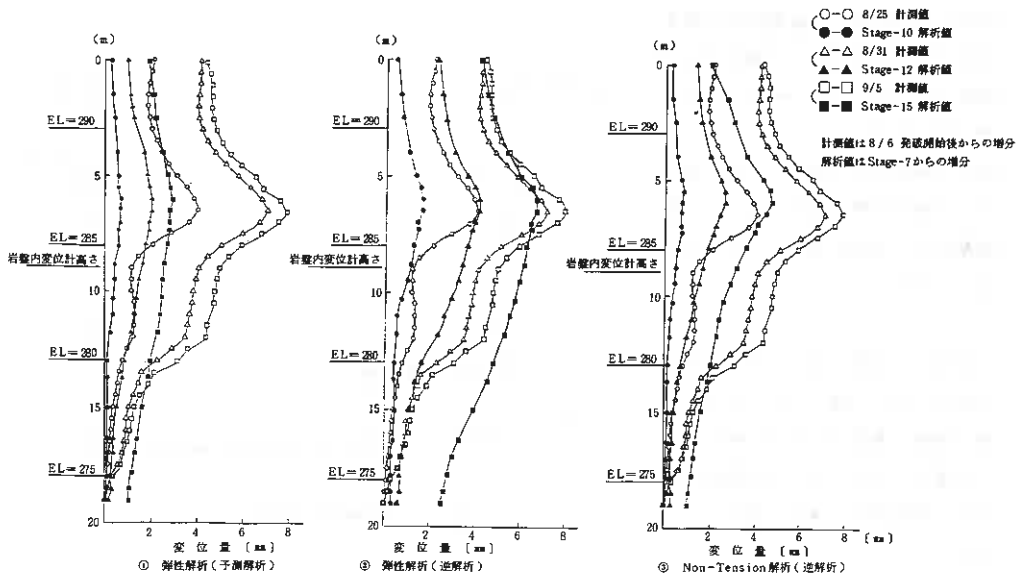 ○─○ 8/25 計測値
●─● Stage-10 解析値
△─△ 8/31 計測値
▲─▲ Stage-12 解析値
□─□ 9/5 計測値
■─■ Stage-15 解析値
計測値は8/6 発破開始後からの増分
解析値はStage-7からの増分
(m)
0
EL=290
5
EL=285
岩盤内変位計高さ
10
EL=280
15
EL=275
20
2
4
6
8
変位量 [mm]
① 弾性解析(予測解析)
(m)
0
EL=290
5
EL=285
岩盤内変位計高さ
10
EL=280
15
EL=275
20
2
4
6
8
変位量 [mm]
② 弾性解析(逆解析)
(m)
0
EL=290
5
EL=285
岩盤内変位計高さ
10
EL=280
15
EL=275
20
2
4
6
8
[mm]
変位量 [mm]
③ Non-Tension解析(逆解析)